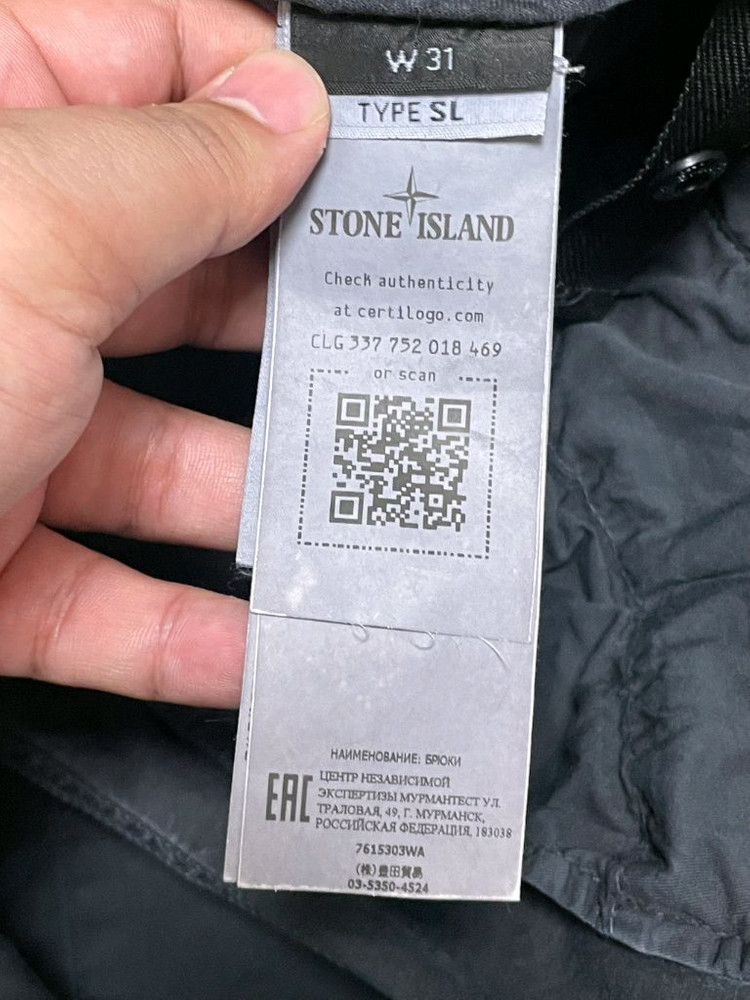 W 31
TYPE SL
STONE ISLAND
Check authenticity
at certilogo.com
CLG 337 752 018 469
or scan
НАИМЕНОВАНИЕ: БРЮКИ
EAC
ЦЕНТР НЕЗАВИСИМОЙ
ЭКСПЕРТИЗЫ МУРМАНТЕСТ УЛ.
ТРАЛОВАЯ, 49, Г. МУРМАНСК,
РОССИЙСКАЯ ФЕДЕРАЦИЯ, 183038
7615303WA
(株)豊田貿易
03-5350-4524